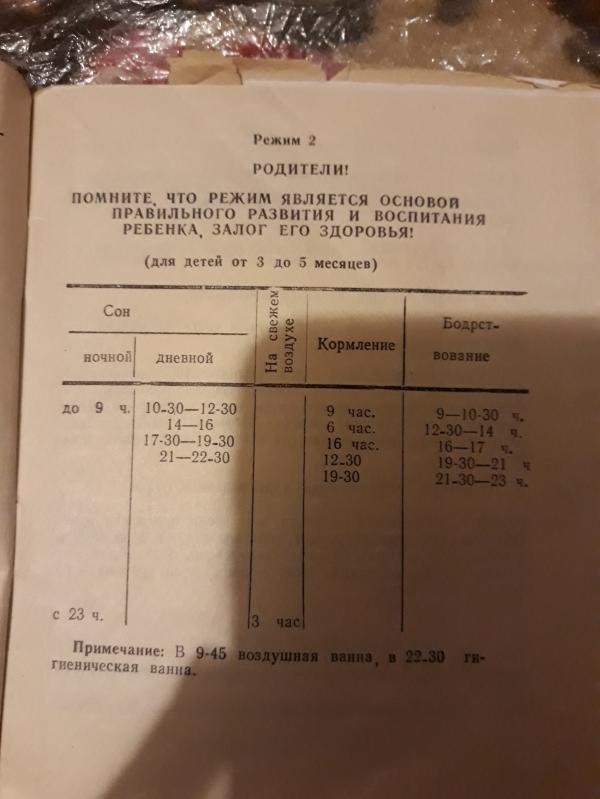 Режим 2
РОДИТЕЛИ!
ПОМНИТЕ, ЧТО РЕЖИМ ЯВЛЯЕТСЯ ОСНОВОЙ
ПРАВИЛЬНОГО РАЗВИТИЯ И ВОСПИТАНИЯ
РЕБЕНКА, ЗАЛОГ ЕГО ЗДОРОВЬЯ!
(для детей от 3 до 5 месяцев)
Сон
ночной
дневной
На свежем
воздухе
Кормление
Бодрст-
вование
до 9 ч. 10-30—12-30 9 час. 9—10-30 ч.
14—16 6 час. 12-30—14 ч.
17-30—19-30 16 час. 16—17 ч.
21—22-30 12-30 19-30—21 ч
19-30 21-30—23 ч.
с 23 ч. 3 час
Примечание: В 9-45 воздушная ванна, в 22-30 ги-
гиеническая ванна.